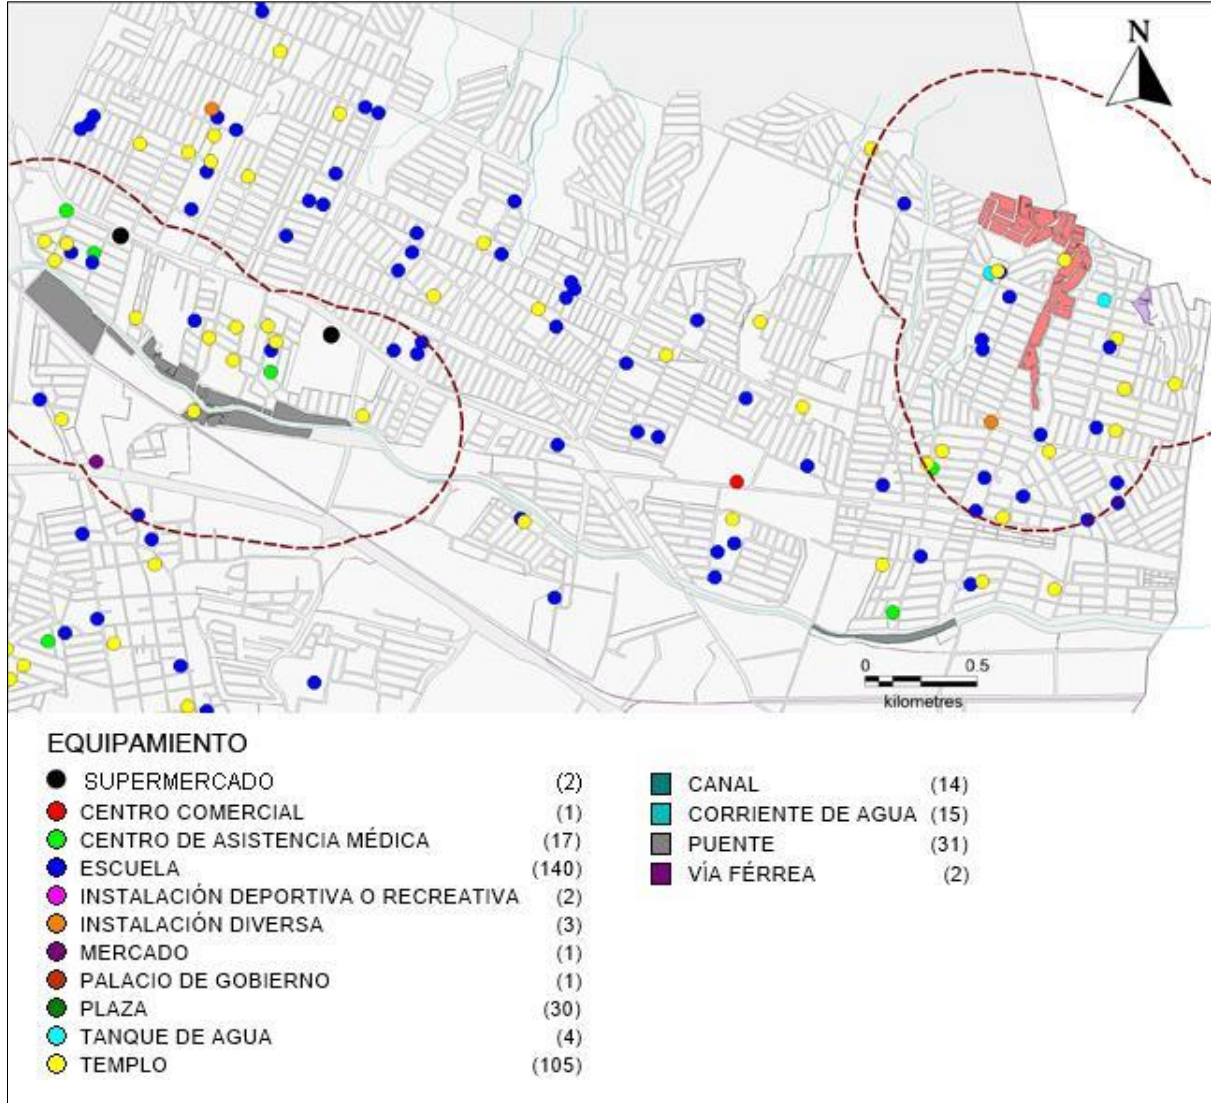 N
0 0.5
kilometres
EQUIPAMIENTO
SUPERMERCADO (2)
CENTRO COMERCIAL (1)
CENTRO DE ASISTENCIA MÉDICA (17)
ESCUELA (140)
INSTALACIÓN DEPORTIVA O RECREATIVA (2)
INSTALACIÓN DIVERSA (3)
MERCADO (1)
PALACIO DE GOBIERNO (1)
PLAZA (30)
TANQUE DE AGUA (4)
TEMPLO (105)
CANAL (14)
CORRIENTE DE AGUA (15)
PUENTE (31)
VÍA FÉRREA (2)